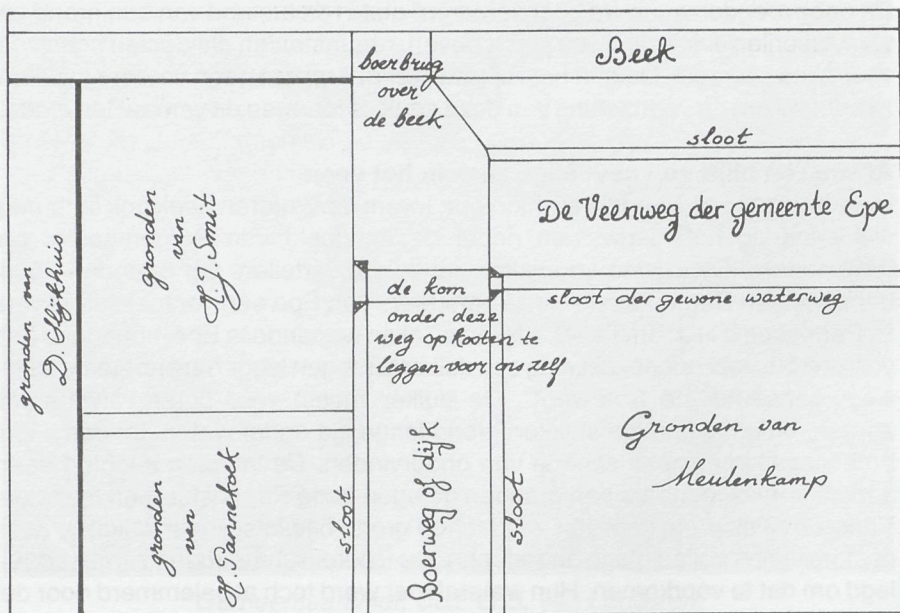 Beek
boerbrug
over
de beek
sloot
De Veenweg der gemeente Epe
sloot der gewone waterweg
de kom
onder deze
weg op kooten te
leggen voor ons zelf
gronden van
D. Olijkhuis
gronden
van
H. J. Smit
gronden
van
H. Pannekoek
sloot
Boerweg of dijk
sloot
Gronden van
Meulenkamp